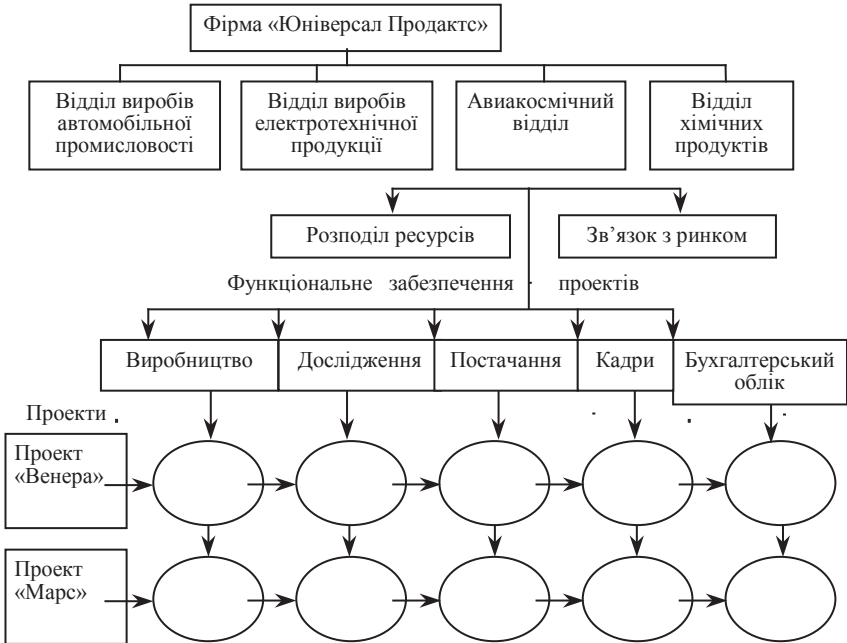 Фірма «Юніверсал Продактс»
Відділ виробів
автомобільної
промисловості
Відділ виробів
електротехнічної
продукції
Авиакосмічний
відділ
Відділ
хімічних
продуктів
Розподіл ресурсів
Зв’язок з ринком
Функціональне забезпечення проектів
Виробництво
Дослідження
Постачання
Кадри
Бухгалтерський
облік
Проекти
Проект
«Венера»
Проект
«Марс»